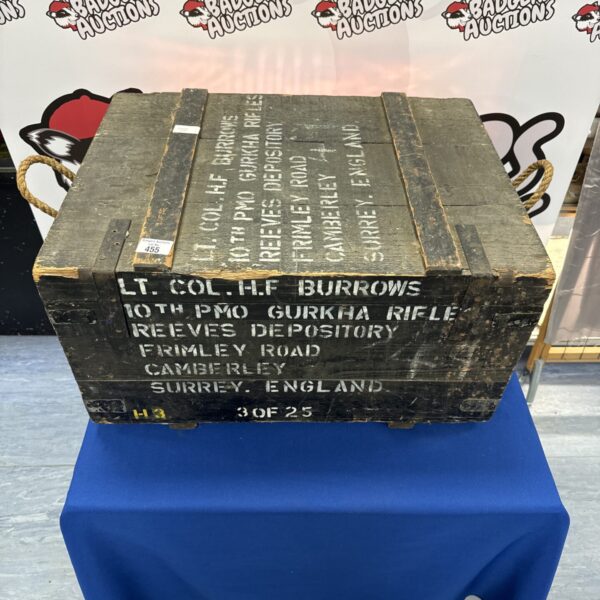 AUCTIONS
BADGER
AUCTIONS
BADGER
AUCTIONS
BADGER
AUCTIONS
LT. COL. H.F. BURROWS
10TH PMO GURKHA RIFLES
REEVES DEPOSITORY
FRIMLEY ROAD
CAMBERLEY
SURREY. ENGLAND.
455
LT. COL. H.F BURROWS
10TH PMO GURKHA RIFLE
REEVES DEPOSITORY
FRIMLEY ROAD
CAMBERLEY
SURREY. ENGLAND.
H3 3 OF 25